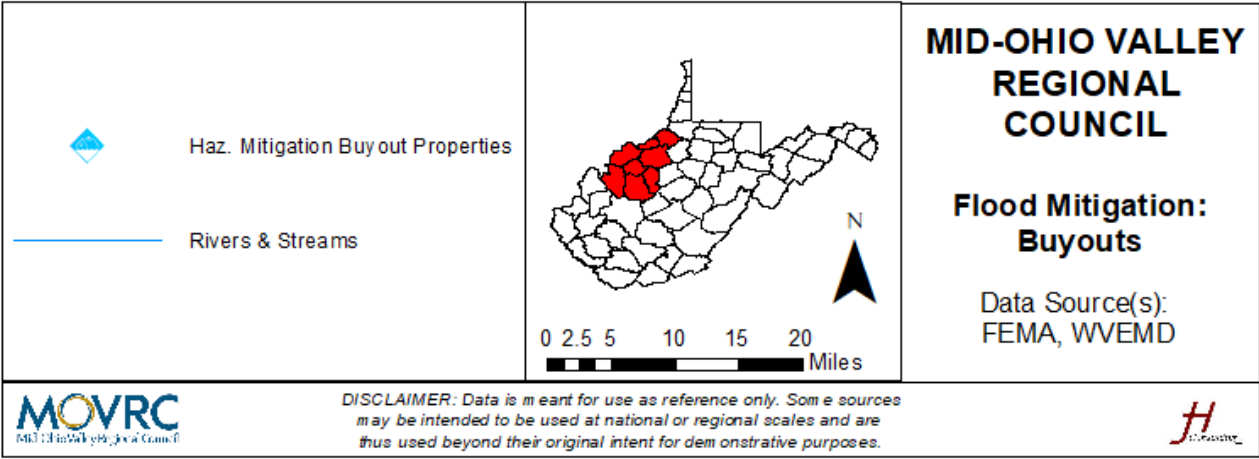 Haz. Mitigation Buyout Properties
Rivers & Streams
N
0 2.5 5 10 15 20
Miles
MID-OHIO VALLEY
REGIONAL
COUNCIL
Flood Mitigation:
Buyouts
Data Source(s):
FEMA, WVEMD
MOVRC
Mid-Ohio Valley Regional Council
DISCLAIMER: Data is meant for use as reference only. Some sources
may be intended to be used at national or regional scales and are
thus used beyond their original intent for demonstrative purposes.